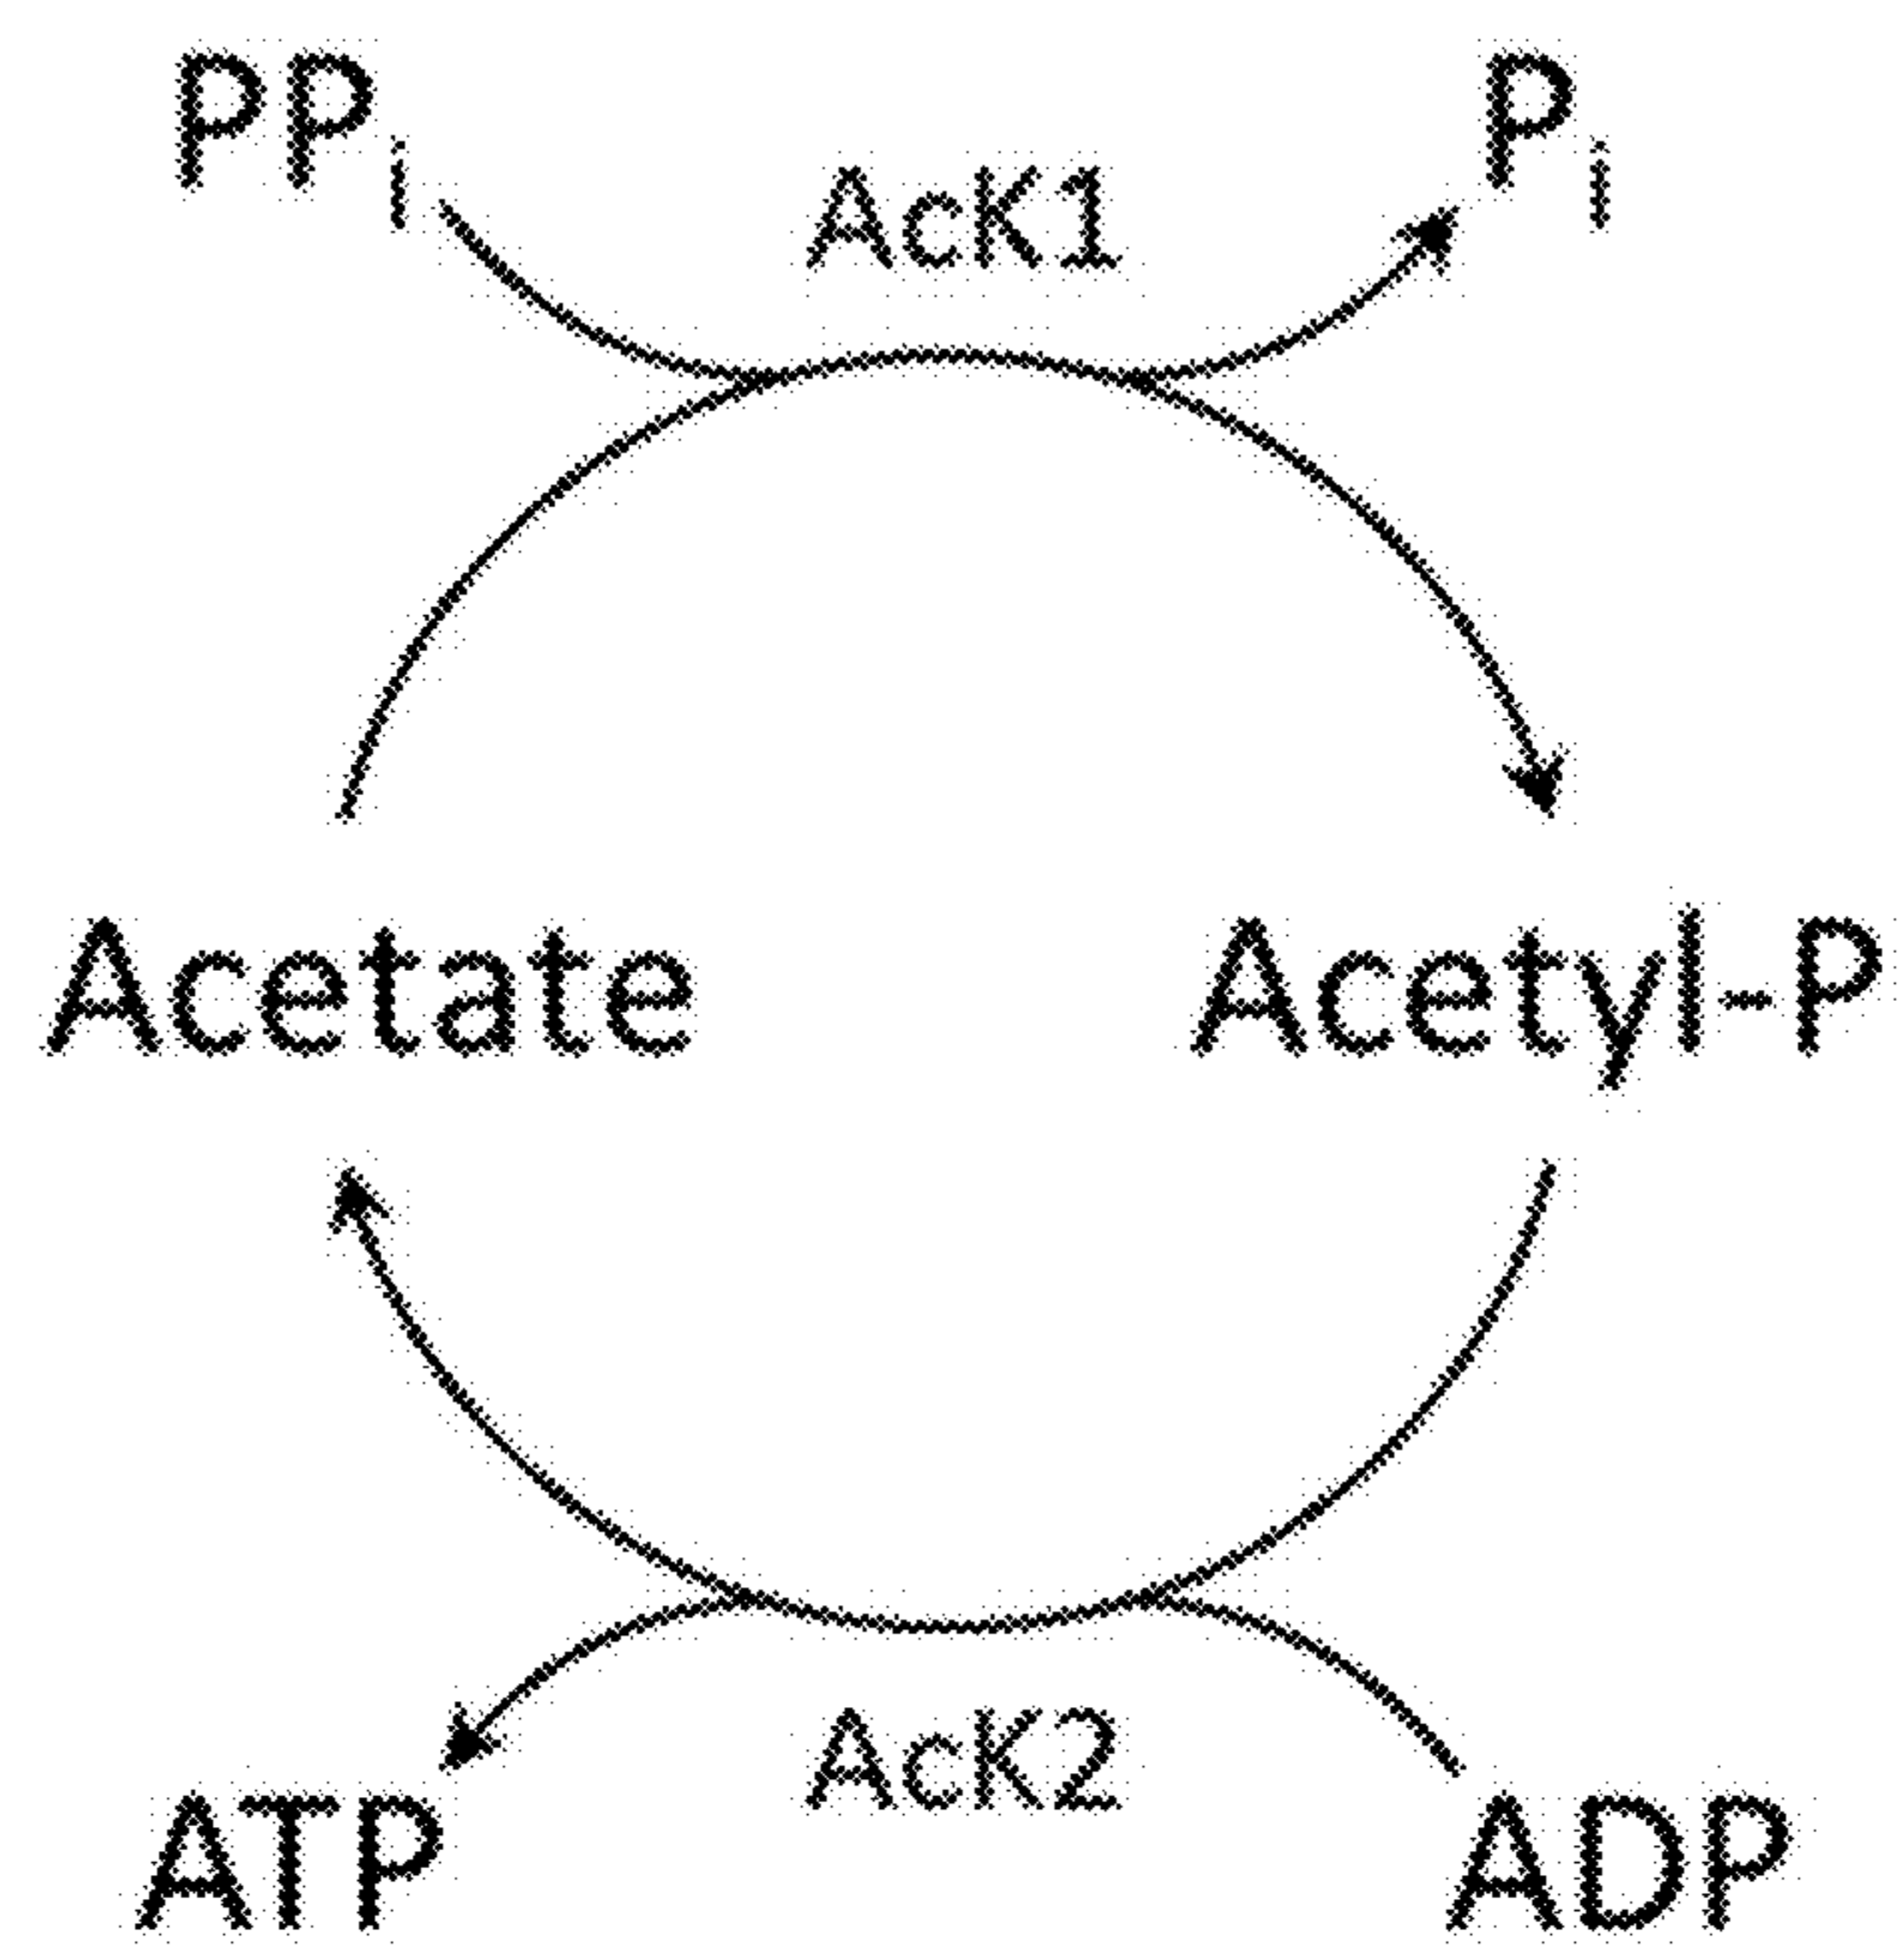 PPi
Pi
AcK1
Acetate
Acetyl-P
AcK2
ATP
ADP